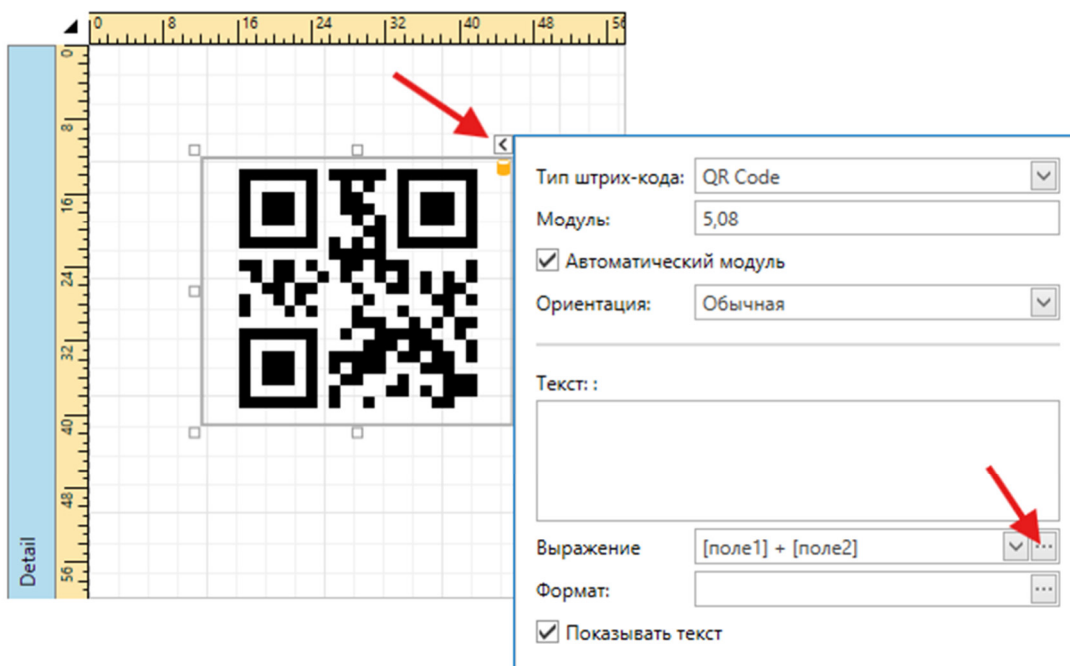 0 8 16 24 32 40 48 56
0
8
16
24
32
40
48
56
Detail
Тип штрих-кода: QR Code
Модуль: 5,08
Автоматический модуль
Ориентация: Обычная
Текст: :
Выражение [поле1] + [поле2] ...
Формат: ...
Показывать текст